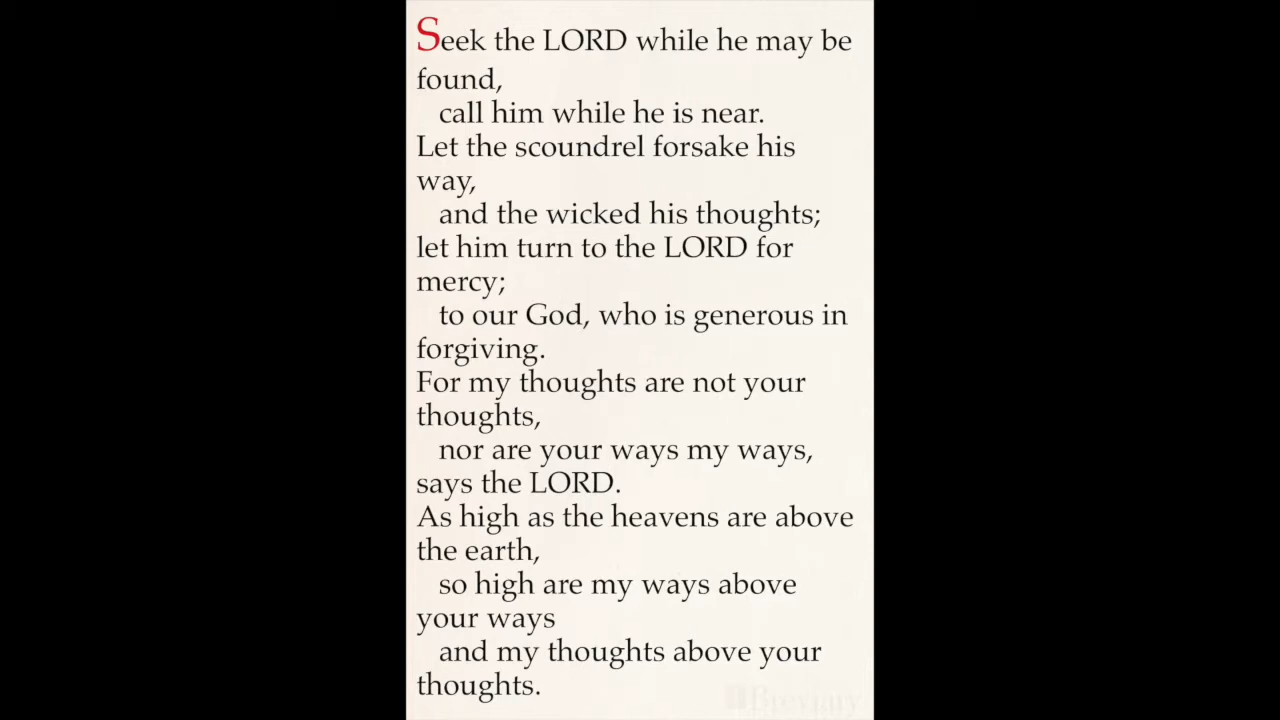 Seek the LORD while he may be
found,
call him while he is near.
Let the scoundrel forsake his
way,
and the wicked his thoughts;
let him turn to the LORD for
mercy;
to our God, who is generous in
forgiving.
For my thoughts are not your
thoughts,
nor are your ways my ways,
says the LORD.
As high as the heavens are above
the earth,
so high are my ways above
your ways
and my thoughts above your
thoughts.
iBreviary